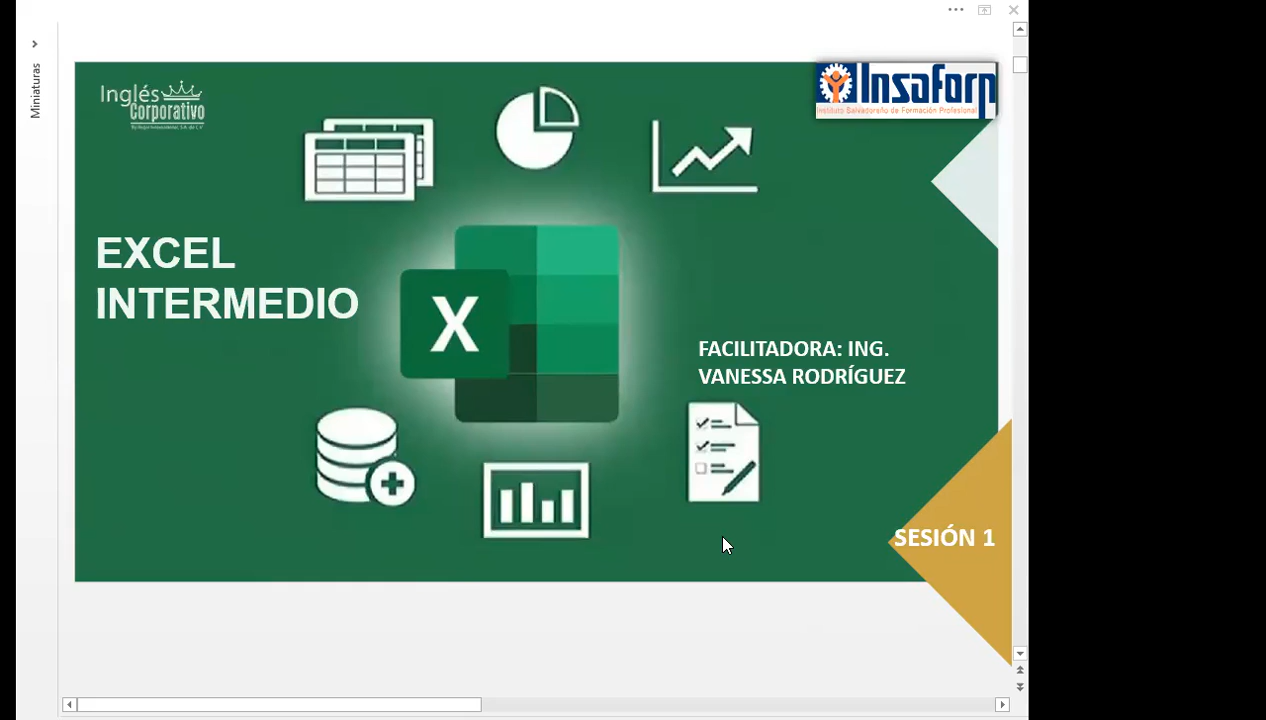 Miniaturas
Inglés
Corporativo
Insaforp
Instituto Salvadoreño de Formación Profesional
EXCEL
INTERMEDIO
X
FACILITADORA: ING.
VANESSA RODRÍGUEZ
SESIÓN 1